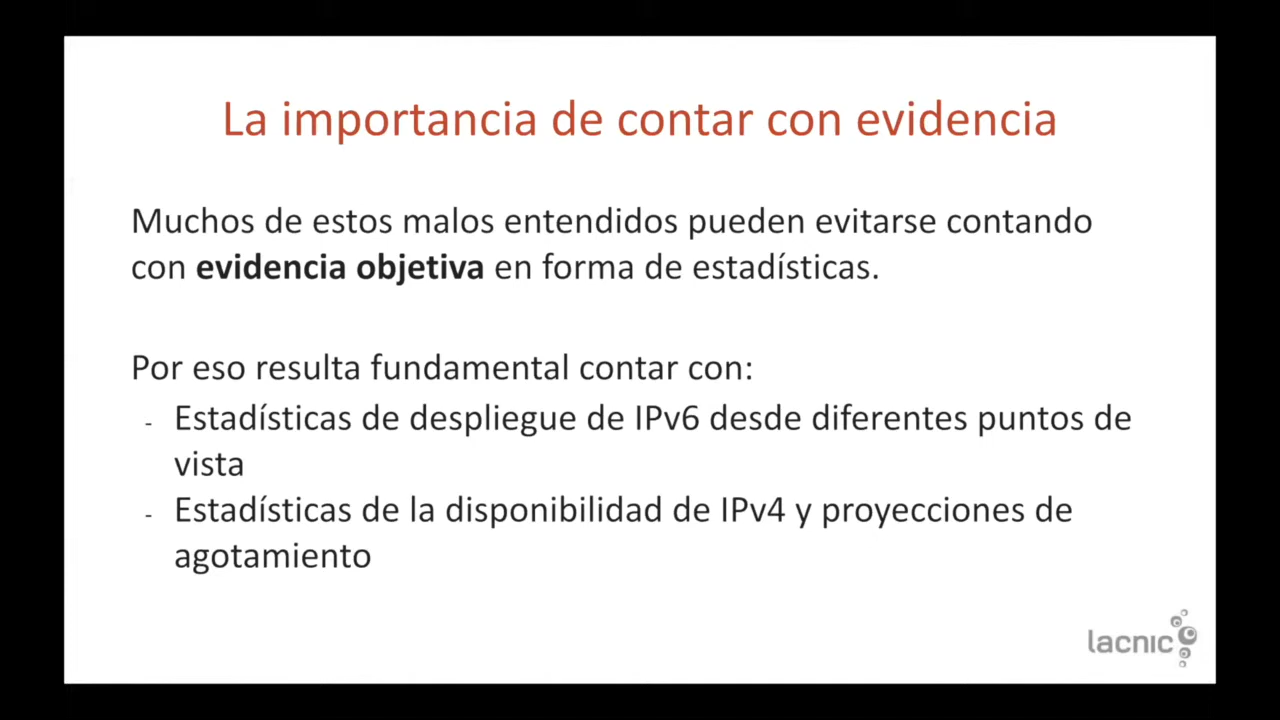 La importancia de contar con evidencia
Muchos de estos malos entendidos pueden evitarse contando
con evidencia objetiva en forma de estadísticas.
Por eso resulta fundamental contar con:
- Estadísticas de despliegue de IPv6 desde diferentes puntos de
vista
- Estadísticas de la disponibilidad de IPv4 y proyecciones de
agotamiento
lacnic